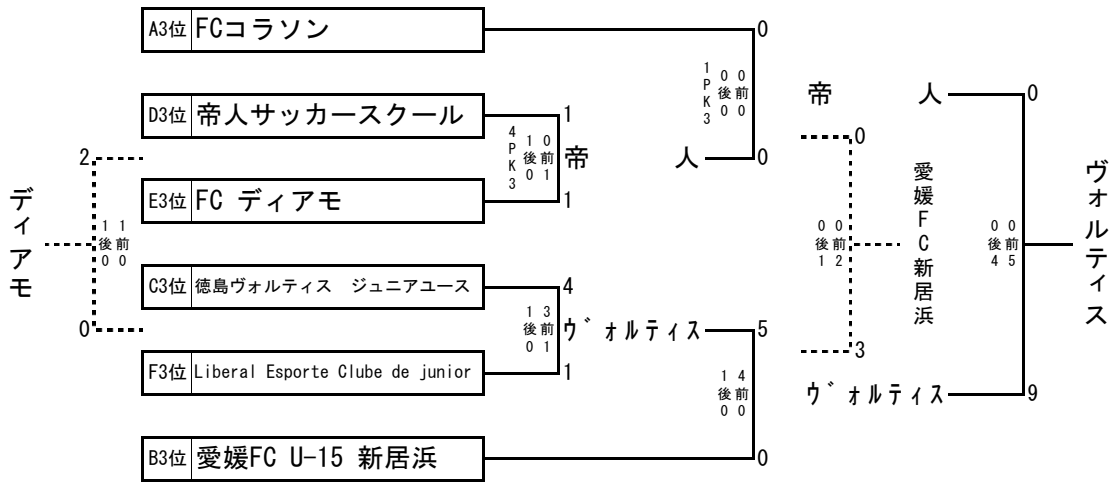 A3位 FCコラソン
0
0前0
0後0
1PK3
0
帝人
D3位 帝人サッカースクール
1
0前1
1後0
4PK3
E3位 FC ディアモ
1
C3位 徳島ヴォルティス ジュニアユース
4
3前1
1後0
F3位 Liberal Esporte Clube de junior
1
ヴォルティス
5
4前0
1後0
B3位 愛媛FC U-15 新居浜
0
ディアモ
2
1前0
1後0
0
帝人
0
0前5
0後4
ヴォルティス
9
ヴォルティス
0
0前2
0後1
3
愛媛FC新居浜